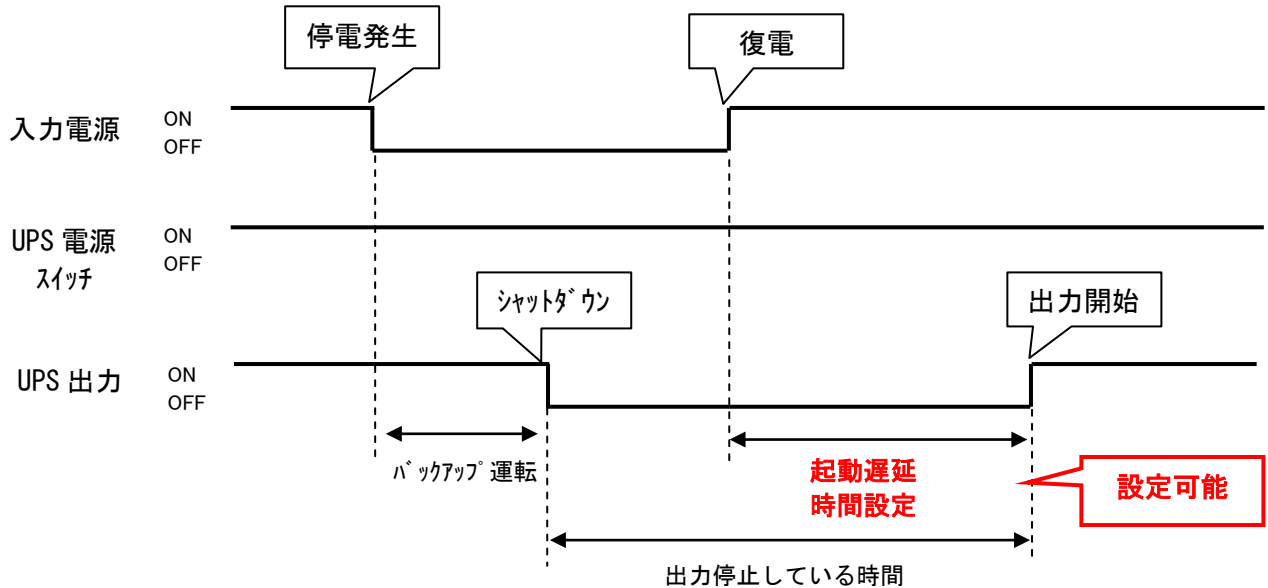 停電発生
復電
入力電源
ON
OFF
UPS 電源
ｽｲｯﾁ
ON
OFF
ｼｬｯﾄﾀﾞｳﾝ
出力開始
UPS 出力
ON
OFF
ﾊﾞｯｸｱｯﾌﾟ運転
起動遅延
時間設定
設定可能
出力停止している時間